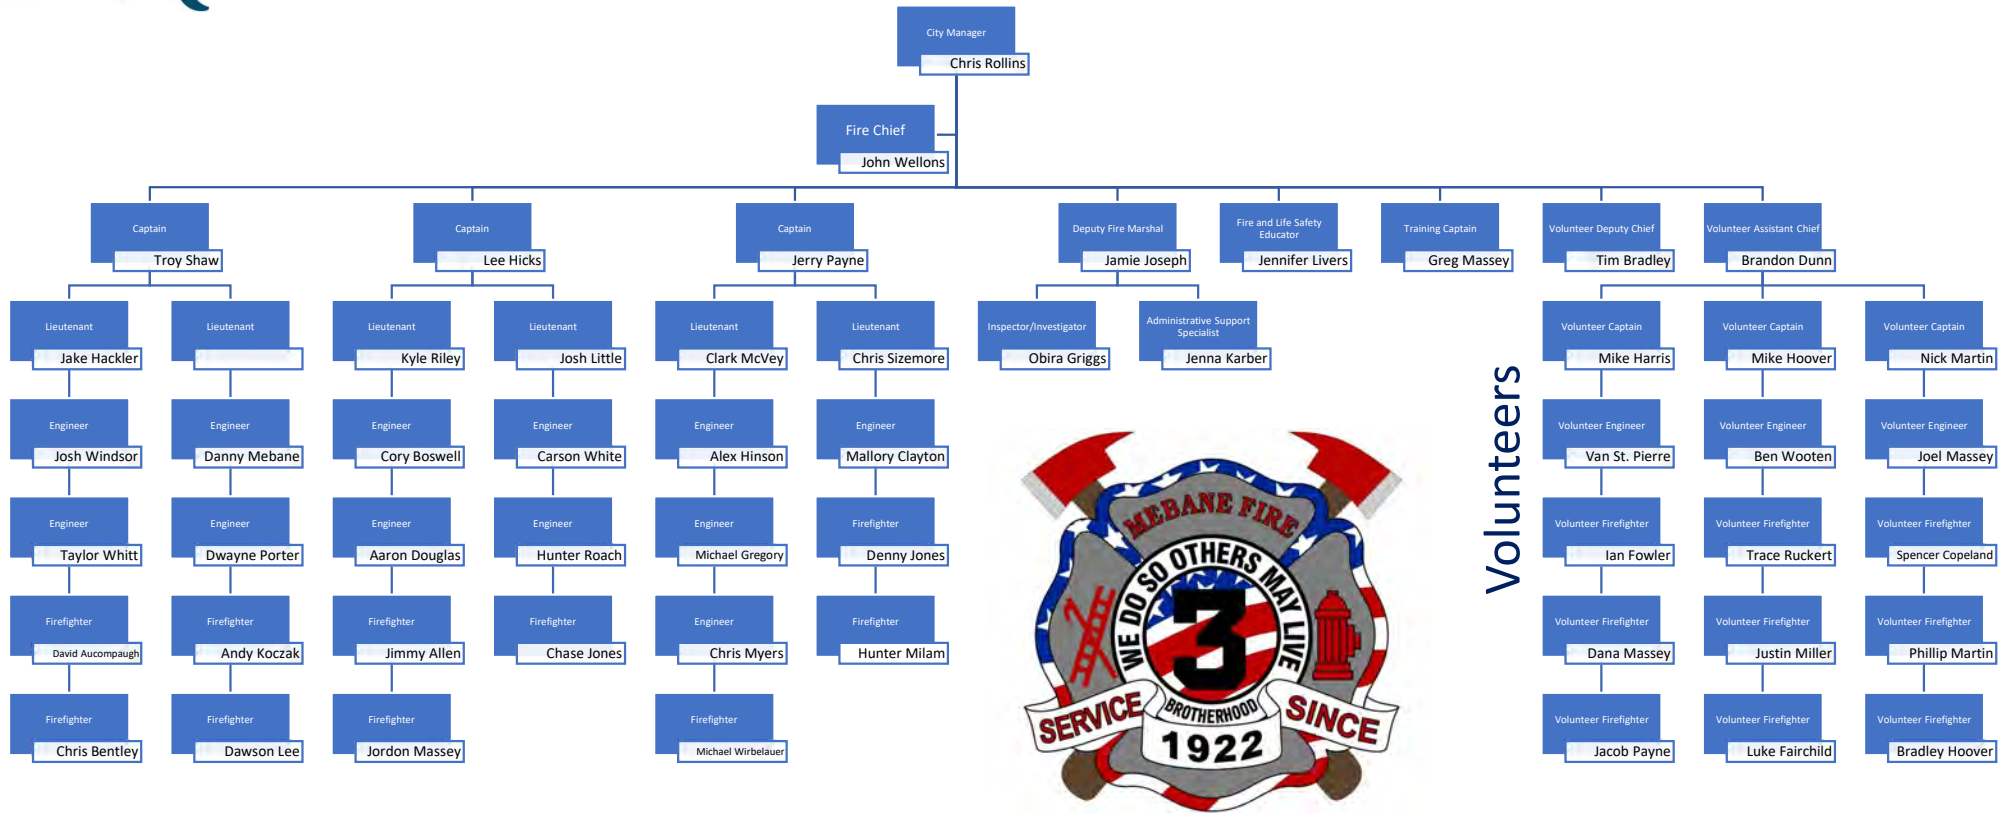 City Manager
Chris Rollins
Fire Chief
John Wellons
Captain
Troy Shaw
Captain
Lee Hicks
Captain
Jerry Payne
Deputy Fire Marshal
Jamie Joseph
Fire and Life Safety
Educator
Jennifer Livers
Training Captain
Greg Massey
Volunteer Deputy Chief
Tim Bradley
Volunteer Assistant Chief
Brandon Dunn
Lieutenant
Jake Hackler
Lieutenant
Lieutenant
Kyle Riley
Lieutenant
Josh Little
Lieutenant
Clark McVey
Lieutenant
Chris Sizemore
Inspector/Investigator
Obira Griggs
Administrative Support
Specialist
Jenna Karber
Volunteer Captain
Mike Harris
Volunteer Captain
Mike Hoover
Volunteer Captain
Nick Martin
Engineer
Josh Windsor
Engineer
Danny Mebane
Engineer
Cory Boswell
Engineer
Carson White
Engineer
Alex Hinson
Engineer
Mallory Clayton
Volunteer Engineer
Van St. Pierre
Volunteer Engineer
Ben Wooten
Volunteer Engineer
Joel Massey
Engineer
Taylor Whitt
Engineer
Dwayne Porter
Engineer
Aaron Douglas
Engineer
Hunter Roach
Engineer
Michael Gregory
Firefighter
Denny Jones
Volunteer Firefighter
Ian Fowler
Volunteer Firefighter
Trace Ruckert
Volunteer Firefighter
Spencer Copeland
Firefighter
David Aucompaugh
Firefighter
Andy Koczak
Firefighter
Jimmy Allen
Firefighter
Chase Jones
Engineer
Chris Myers
Firefighter
Hunter Milam
Volunteer Firefighter
Dana Massey
Volunteer Firefighter
Justin Miller
Volunteer Firefighter
Phillip Martin
Firefighter
Chris Bentley
Firefighter
Dawson Lee
Firefighter
Jordon Massey
Firefighter
Michael Wirbelauer
Volunteer Firefighter
Jacob Payne
Volunteer Firefighter
Luke Fairchild
Volunteer Firefighter
Bradley Hoover
Volunteers
MEBANE FIRE
WE DO SO OTHERS MAY LIVE
3
BROTHERHOOD
SERVICE
SINCE
1922